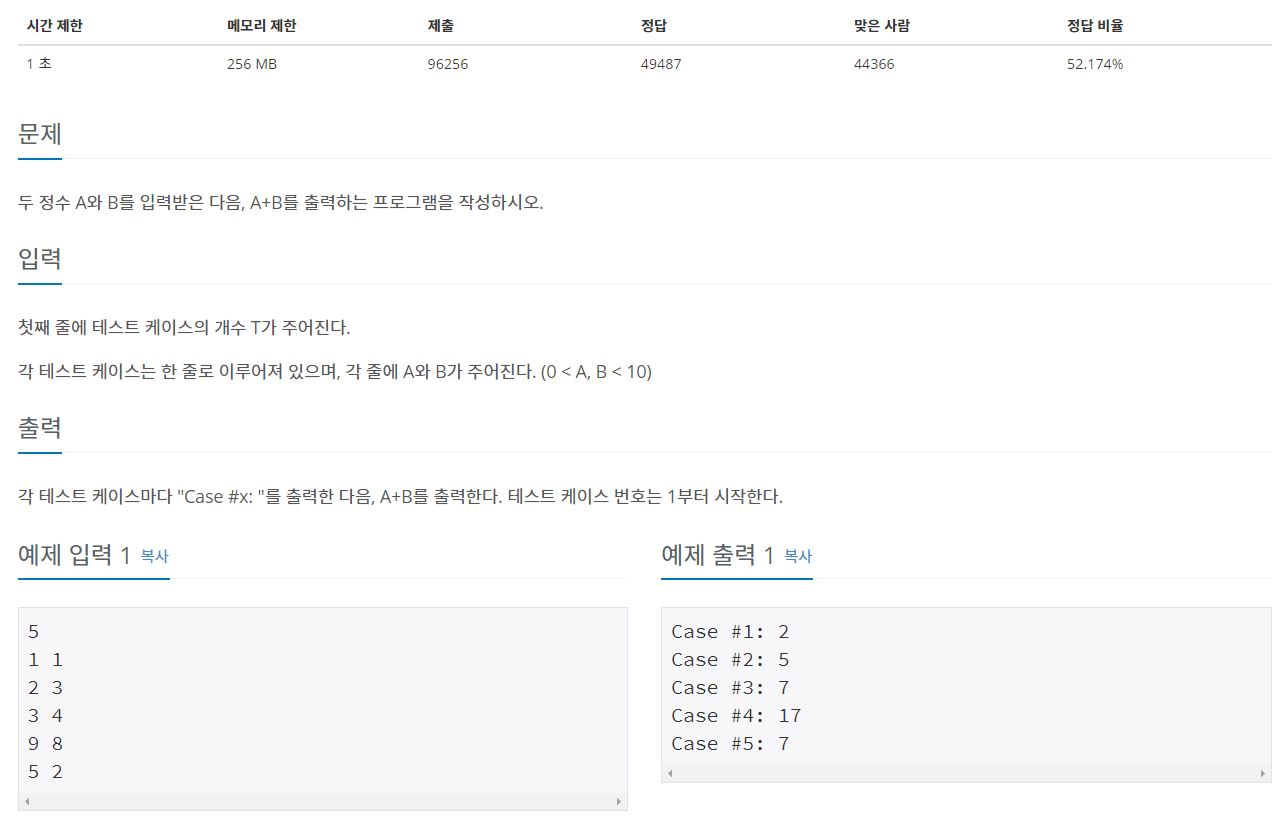 시간 제한 메모리 제한 제출 정답 맞은 사람 정답 비율
1 초 256 MB 96256 49487 44366 52.174%
문제
두 정수 A와 B를 입력받은 다음, A+B를 출력하는 프로그램을 작성하시오.
입력
첫째 줄에 테스트 케이스의 개수 T가 주어진다.
각 테스트 케이스는 한 줄로 이루어져 있으며, 각 줄에 A와 B가 주어진다. (0 < A, B < 10)
출력
각 테스트 케이스마다 "Case #x: "를 출력한 다음, A+B를 출력한다. 테스트 케이스 번호는 1부터 시작한다.
예제 입력 1 복사
5
1 1
2 3
3 4
9 8
5 2
예제 출력 1 복사
Case #1: 2
Case #2: 5
Case #3: 7
Case #4: 17
Case #5: 7